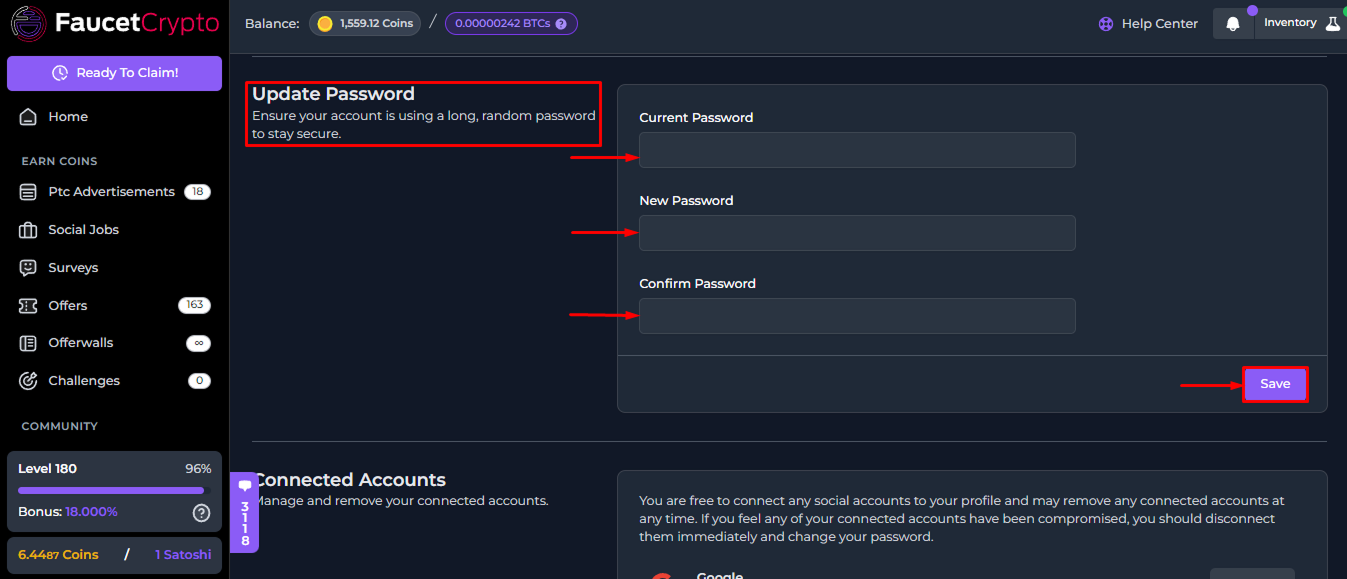 FaucetCrypto
Balance:
1,559.12 Coins
/
0.00000242 BTCs
?
Help Center
Inventory
Ready To Claim!
Home
EARN COINS
Ptc Advertisements 18
Social Jobs
Surveys
Offers 163
Offerwalls ∞
Challenges 0
COMMUNITY
Level 180 96%
Bonus: 18.000% ?
6.4487 Coins / 1 Satoshi
3118
Update Password
Ensure your account is using a long, random password
to stay secure.
Current Password
New Password
Confirm Password
Save
Connected Accounts
Manage and remove your connected accounts.
You are free to connect any social accounts to your profile and may remove any connected accounts at
any time. If you feel any of your connected accounts have been compromised, you should disconnect
them immediately and change your password.
Google